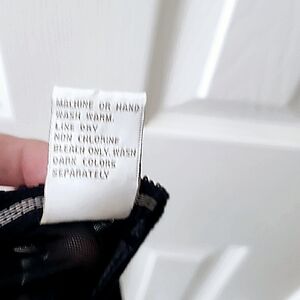 MACHINE OR HAND
WASH WARM.
LINE DRY
NON CHLORINE
BLEACH ONLY. WASH
DARK COLORS
SEPARATELY